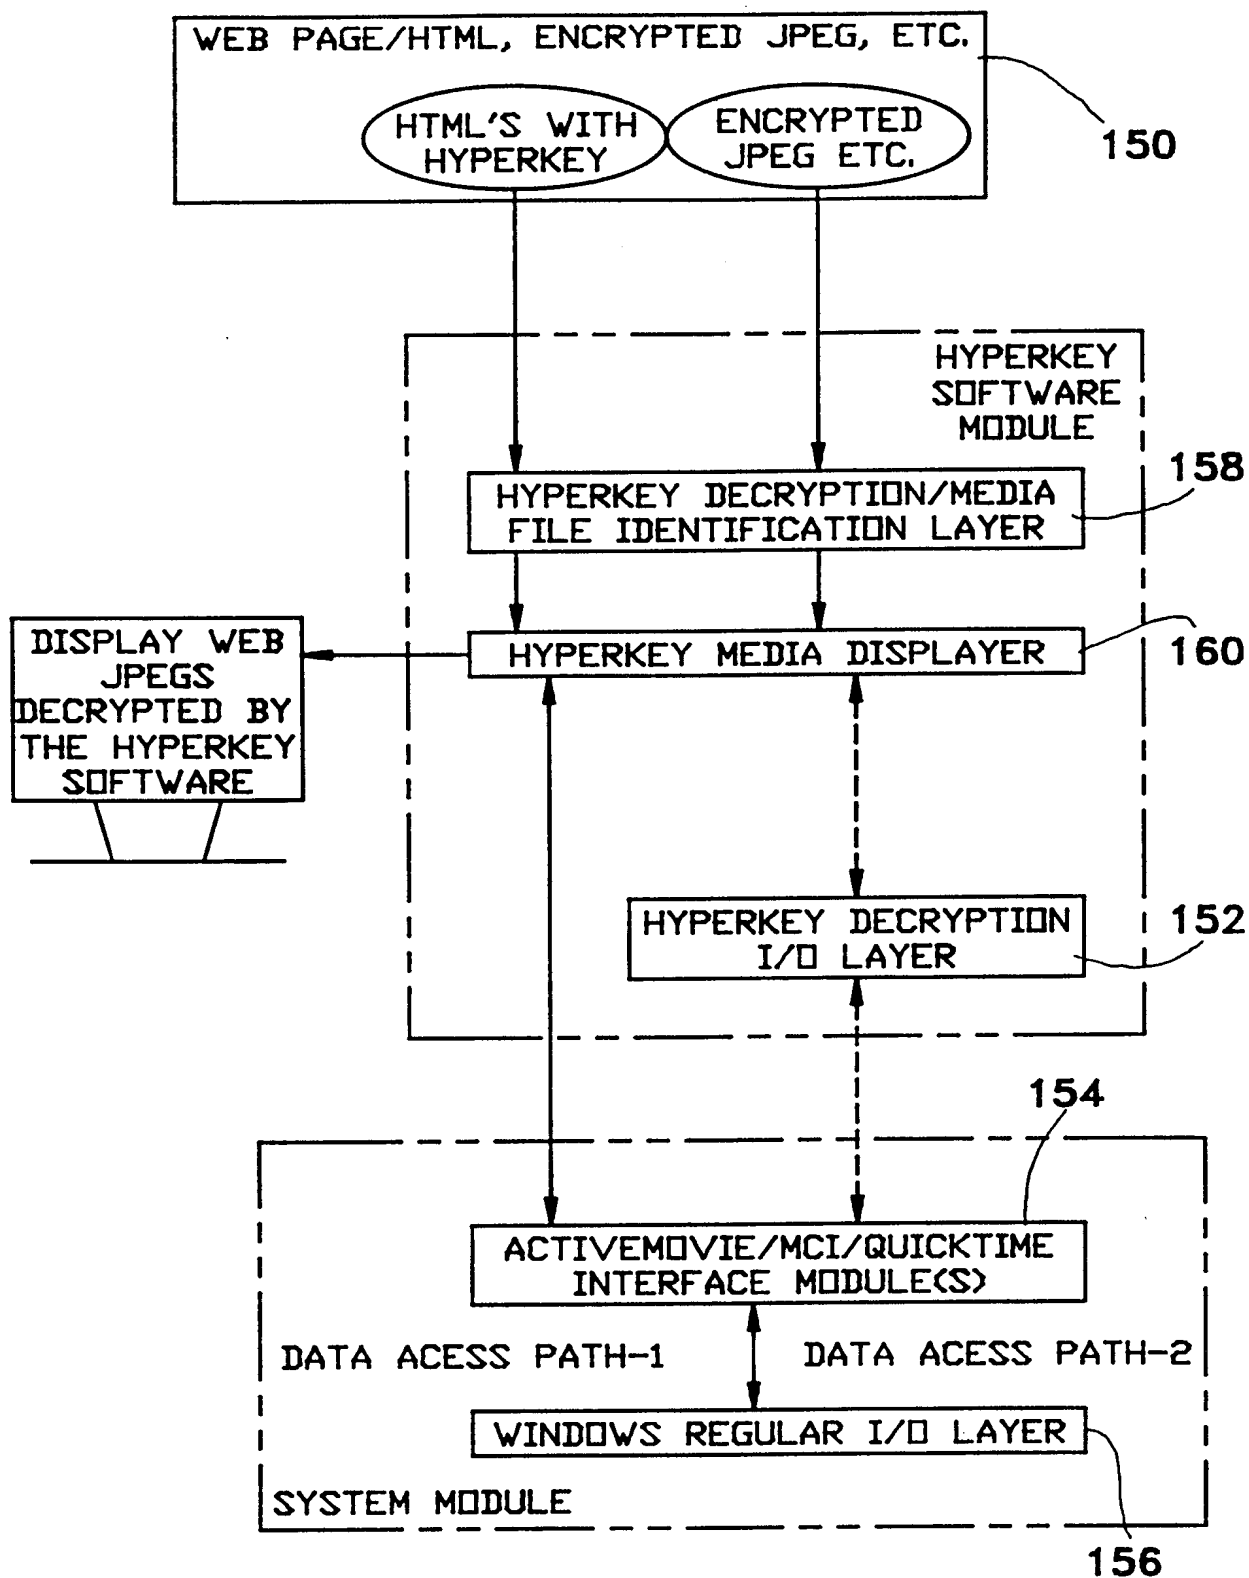 WEB PAGE/HTML, ENCRYPTED JPEG, ETC.
HTML'S WITH
HYPERKEY
ENCRYPTED
JPEG ETC.
150
HYPERKEY
SOFTWARE
MODULE
158
HYPERKEY DECRYPTION/MEDIA
FILE IDENTIFICATION LAYER
160
HYPERKEY MEDIA DISPLAYER
DISPLAY WEB
JPEGS
DECRYPTED BY
THE HYPERKEY
SOFTWARE
152
HYPERKEY DECRYPTION
I/O LAYER
154
ACTIVEMOVIE/MCI/QUICKTIME
INTERFACE MODULE(S)
DATA ACESS PATH-1
DATA ACESS PATH-2
WINDOWS REGULAR I/O LAYER
SYSTEM MODULE
156